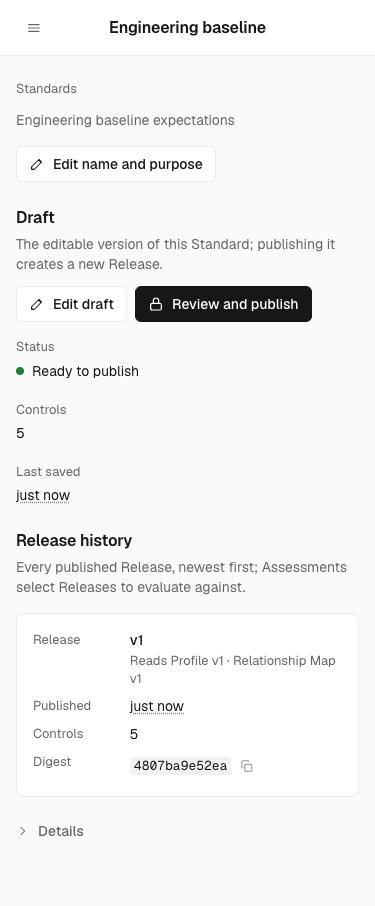 Engineering baseline
Standards
Engineering baseline expectations
Edit name and purpose
Draft
The editable version of this Standard; publishing it
creates a new Release.
Edit draft
Review and publish
Status
Ready to publish
Controls
5
Last saved
just now
Release history
Every published Release, newest first; Assessments
select Releases to evaluate against.
Release v1
Reads Profile v1 · Relationship Map
v1
Published just now
Controls 5
Digest 4807ba9e52ea
Details